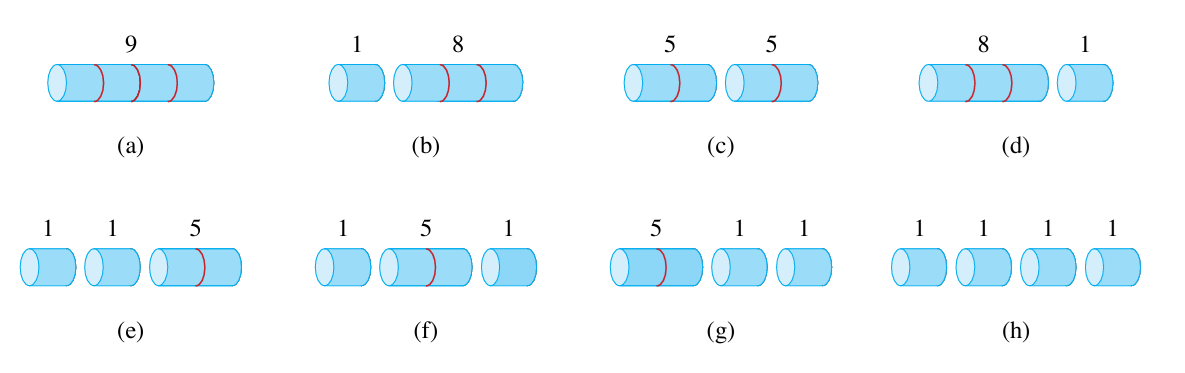 9 1 8 5 5 8 1
(a) (b) (c) (d)
1 1 5 1 5 1 5 1 1 1 1 1 1
(e) (f) (g) (h)